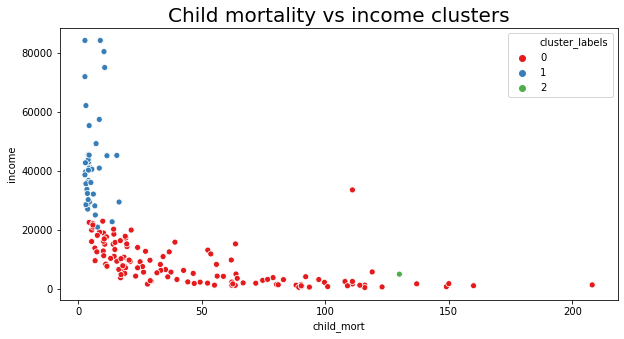 Child mortality vs income clusters
cluster_labels
0
1
2
80000
60000
40000
20000
0
income
0 50 100 150 200
child_mort